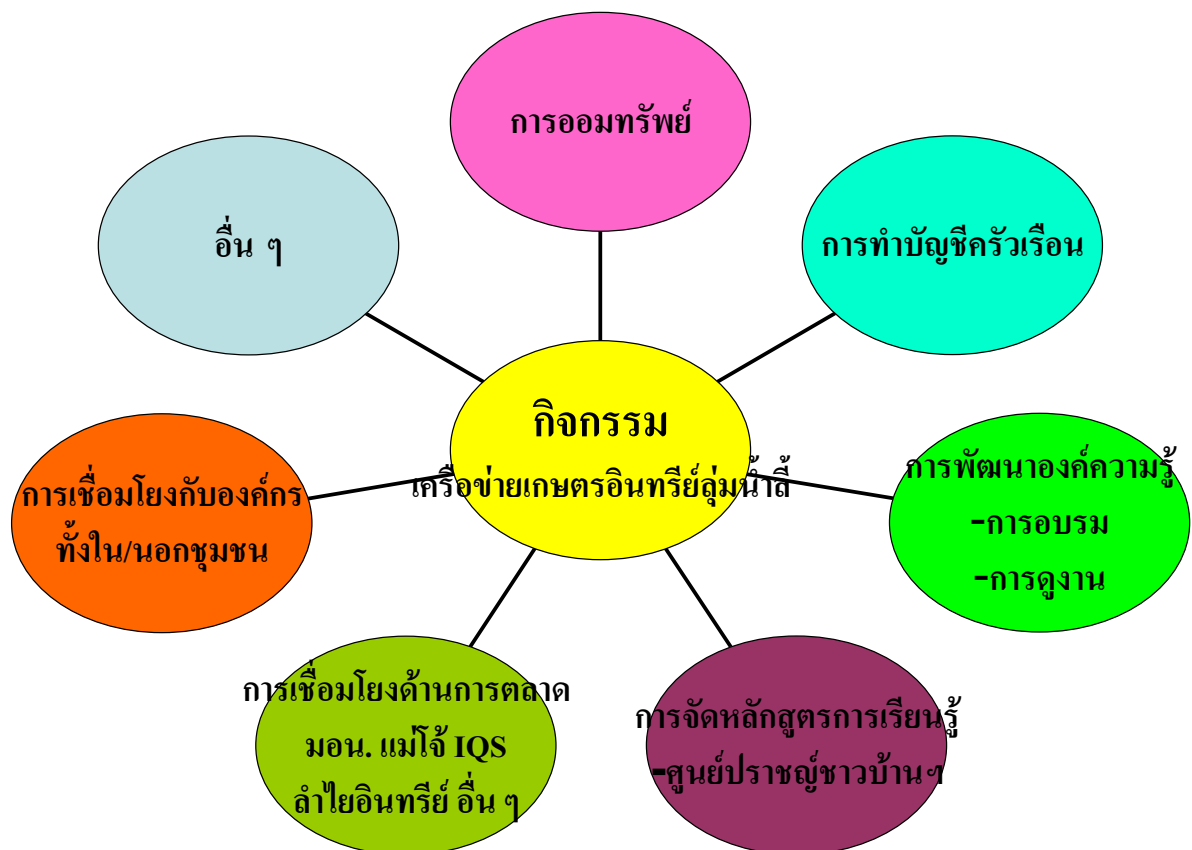 การออมทรัพย์
อื่น ๆ
การทำบัญชีครัวเรือน
กิจกรรม
เครือข่ายเกษตรอินทรีย์ลุ่มน้ำลี้
การเชื่อมโยงกับองค์กร
ทั้งใน/นอกชุมชน
การพัฒนาองค์ความรู้
-การอบรม
-การดูงาน
การเชื่อมโยงด้านการตลาด
มอน. แม่โจ้ IQS
ลำไยอินทรีย์ อื่น ๆ
การจัดหลักสูตรการเรียนรู้
-ศูนย์ปราชญ์ชาวบ้านฯ